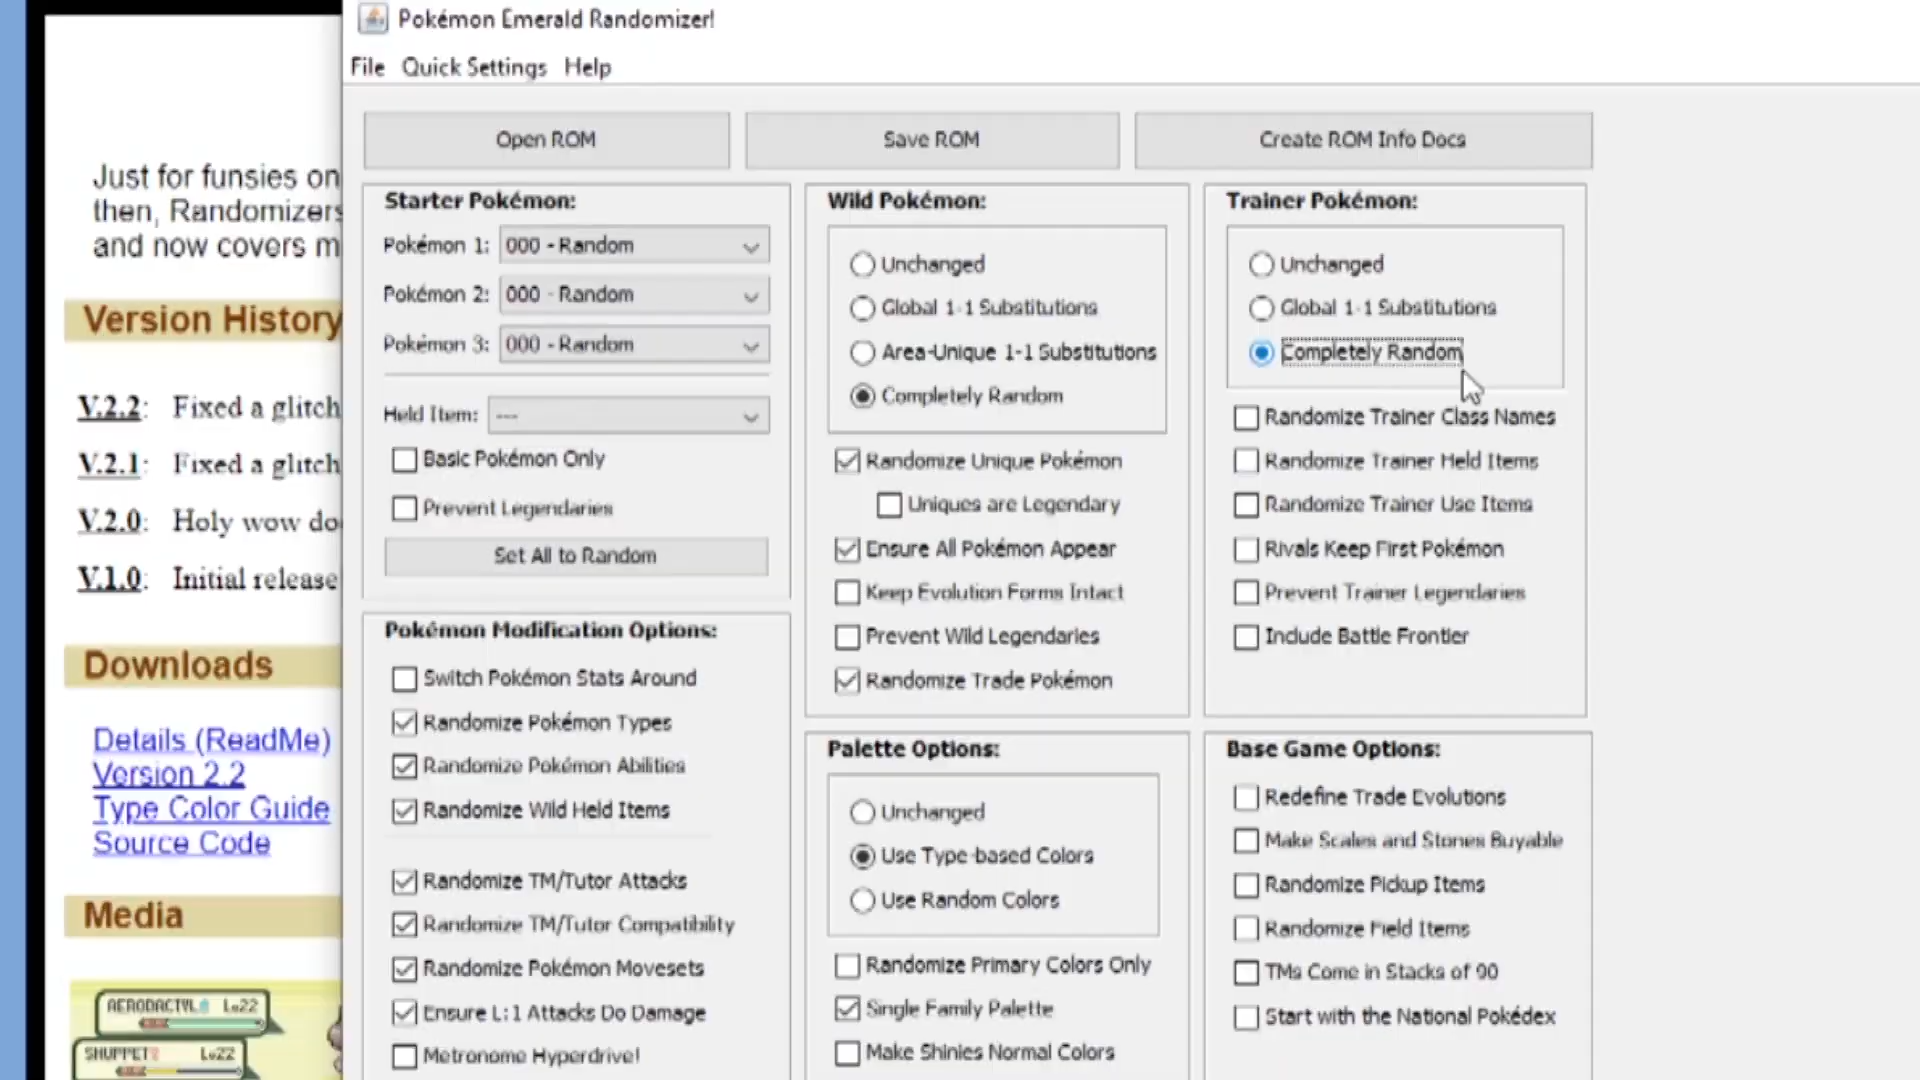 Pokémon Emerald Randomizer!
File Quick Settings Help
Open ROM
Save ROM
Create ROM Info Docs
Just for funsies on
then, Randomizers
and now covers m
Version History
V.2.2: Fixed a glitch
V.2.1: Fixed a glitch
V.2.0: Holy wow do
V.1.0: Initial release
Downloads
Details (ReadMe)
Version 2.2
Type Color Guide
Source Code
Media
AERODACTYL Lv22
SHUPPET Lv22
Starter Pokémon:
Pokémon 1: 000 - Random
Pokémon 2: 000 - Random
Pokémon 3: 000 - Random
Held Item: ---
Basic Pokémon Only
Prevent Legendaries
Set All to Random
Pokémon Modification Options:
Switch Pokémon Stats Around
Randomize Pokémon Types
Randomize Pokémon Abilities
Randomize Wild Held Items
Randomize TM/Tutor Attacks
Randomize TM/Tutor Compatibility
Randomize Pokémon Movesets
Ensure L:1 Attacks Do Damage
Metronome Hyperdrive!
Wild Pokémon:
Unchanged
Global 1-1 Substitutions
Area-Unique 1-1 Substitutions
Completely Random
Randomize Unique Pokémon
Uniques are Legendary
Ensure All Pokémon Appear
Keep Evolution Forms Intact
Prevent Wild Legendaries
Randomize Trade Pokémon
Palette Options:
Unchanged
Use Type-based Colors
Use Random Colors
Randomize Primary Colors Only
Single Family Palette
Make Shinies Normal Colors
Trainer Pokémon:
Unchanged
Global 1-1 Substitutions
Completely Random
Randomize Trainer Class Names
Randomize Trainer Held Items
Randomize Trainer Use Items
Rivals Keep First Pokémon
Prevent Trainer Legendaries
Include Battle Frontier
Base Game Options:
Redefine Trade Evolutions
Make Scales and Stones Buyable
Randomize Pickup Items
Randomize Field Items
TMs Come in Stacks of 90
Start with the National Pokédex